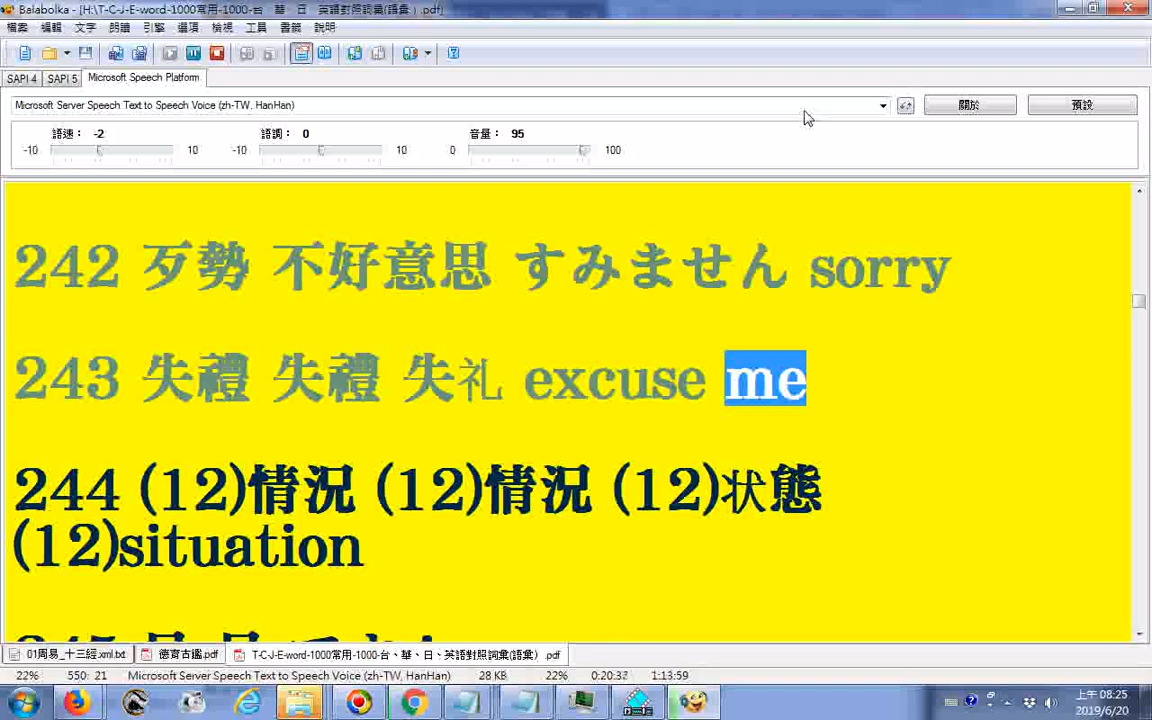 Balabolka - [H:\T-C-J-E-word-1000常用-1000-台、華、日、英語對照詞彙(語彙).pdf]
檔案 編輯 文字 朗讀 引擎 選項 檢視 工具 書籤 說明
SAPI 4 SAPI 5 Microsoft Speech Platform
Microsoft Server Speech Text to Speech Voice (zh-TW, HanHan) 關於 預設
語速： -2 語調： 0 音量： 95
-10 10 -10 10 0 100
242 歹勢 不好意思 すみません sorry
243 失禮 失禮 失礼 excuse me
244 (12)情況 (12)情況 (12)状態
(12)situation
01周易_十三經.xml.txt 德育古鑑.pdf T-C-J-E-word-1000常用-1000-台、華、日、英語對照詞彙(語彙) .pdf
22% 550: 21 Microsoft Server Speech Text to Speech Voice (zh-TW, HanHan) 28 KB 22% 0:20:33 1:13:59
上午 08:25
2019/6/20